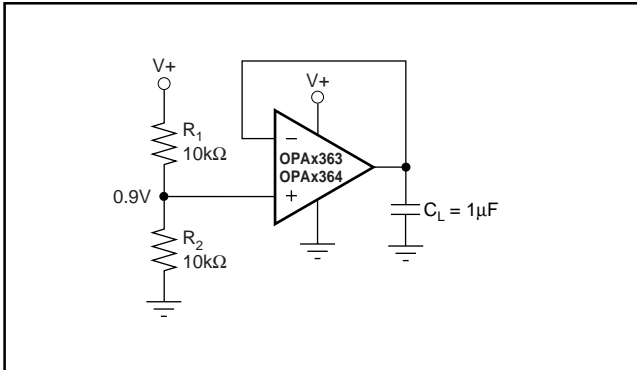 V+
V+
R1
10kΩ
−
OPAx363
OPAx364
0.9V
+
CL = 1µF
R2
10kΩ